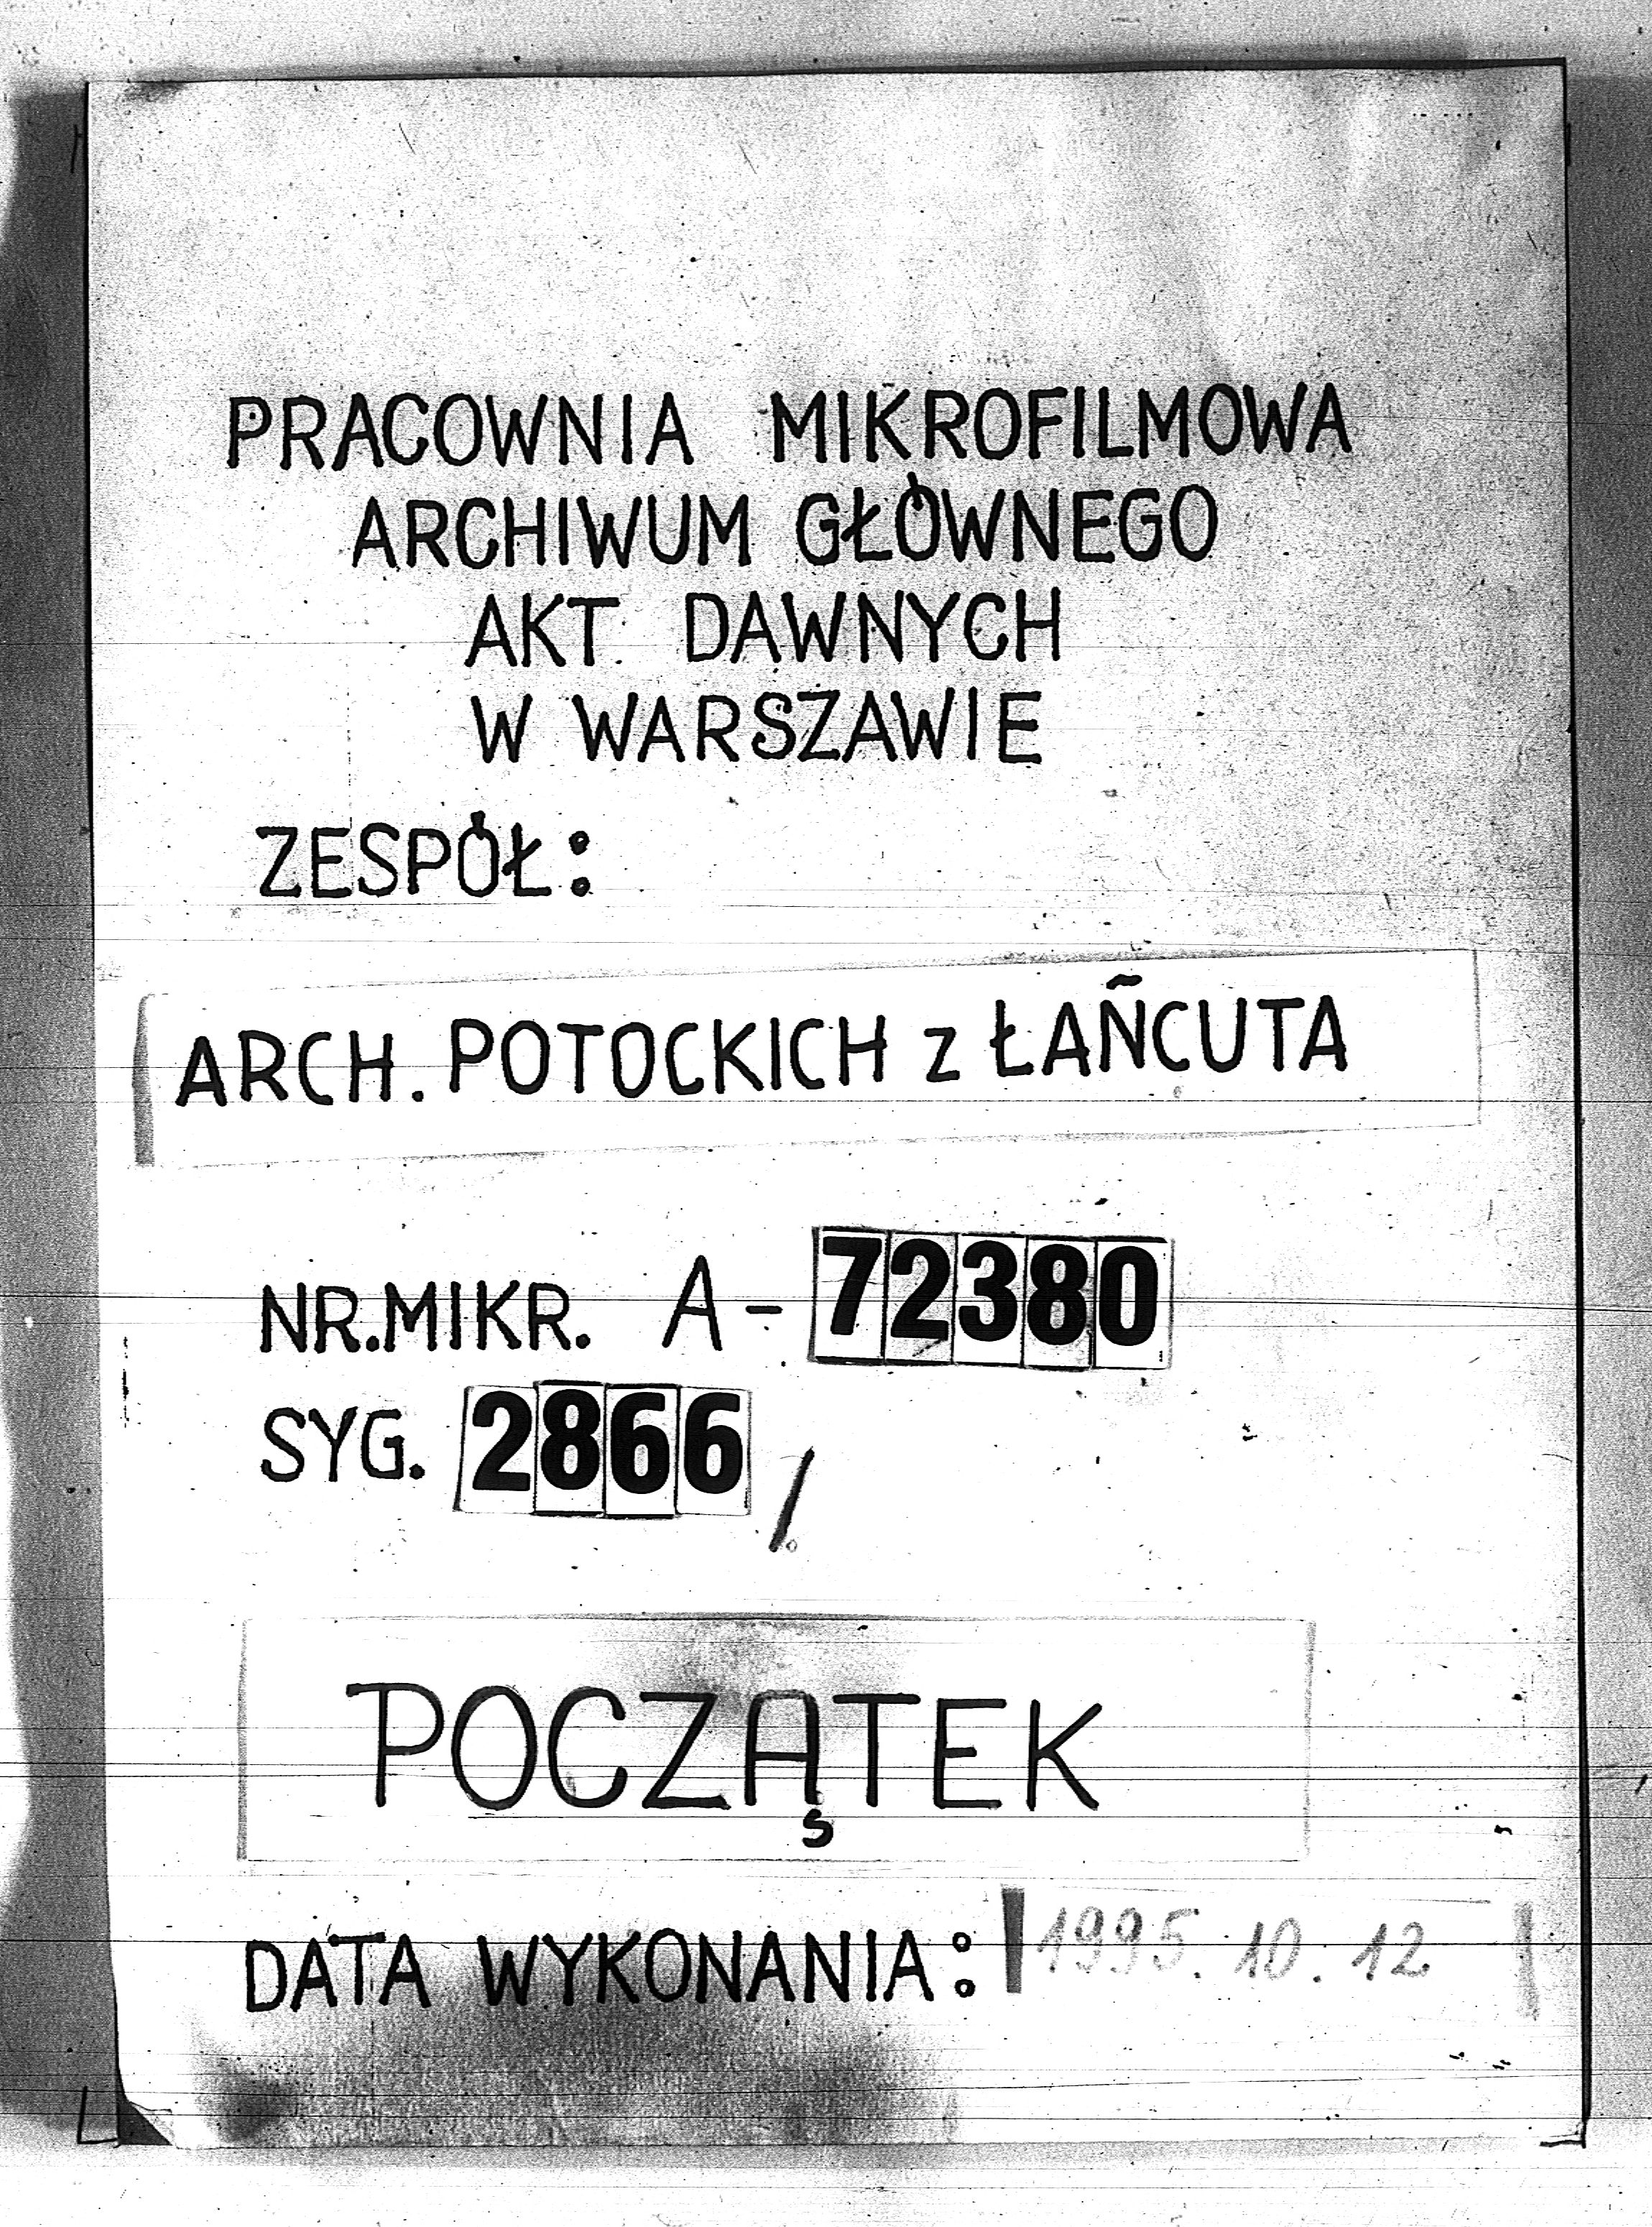 PRACOWNIA MIKROFILMOWA
ARCHIWUM GŁÓWNEGO
AKT DAWNYCH
W WARSZAWIE
ZESPÓŁ:
ARCH. POTOCKICH z ŁAŃCUTA
NR.MIKR. A-72380
SYG. 2866/
POCZĄTEK
DATA WYKONANIA: 1995.10.12